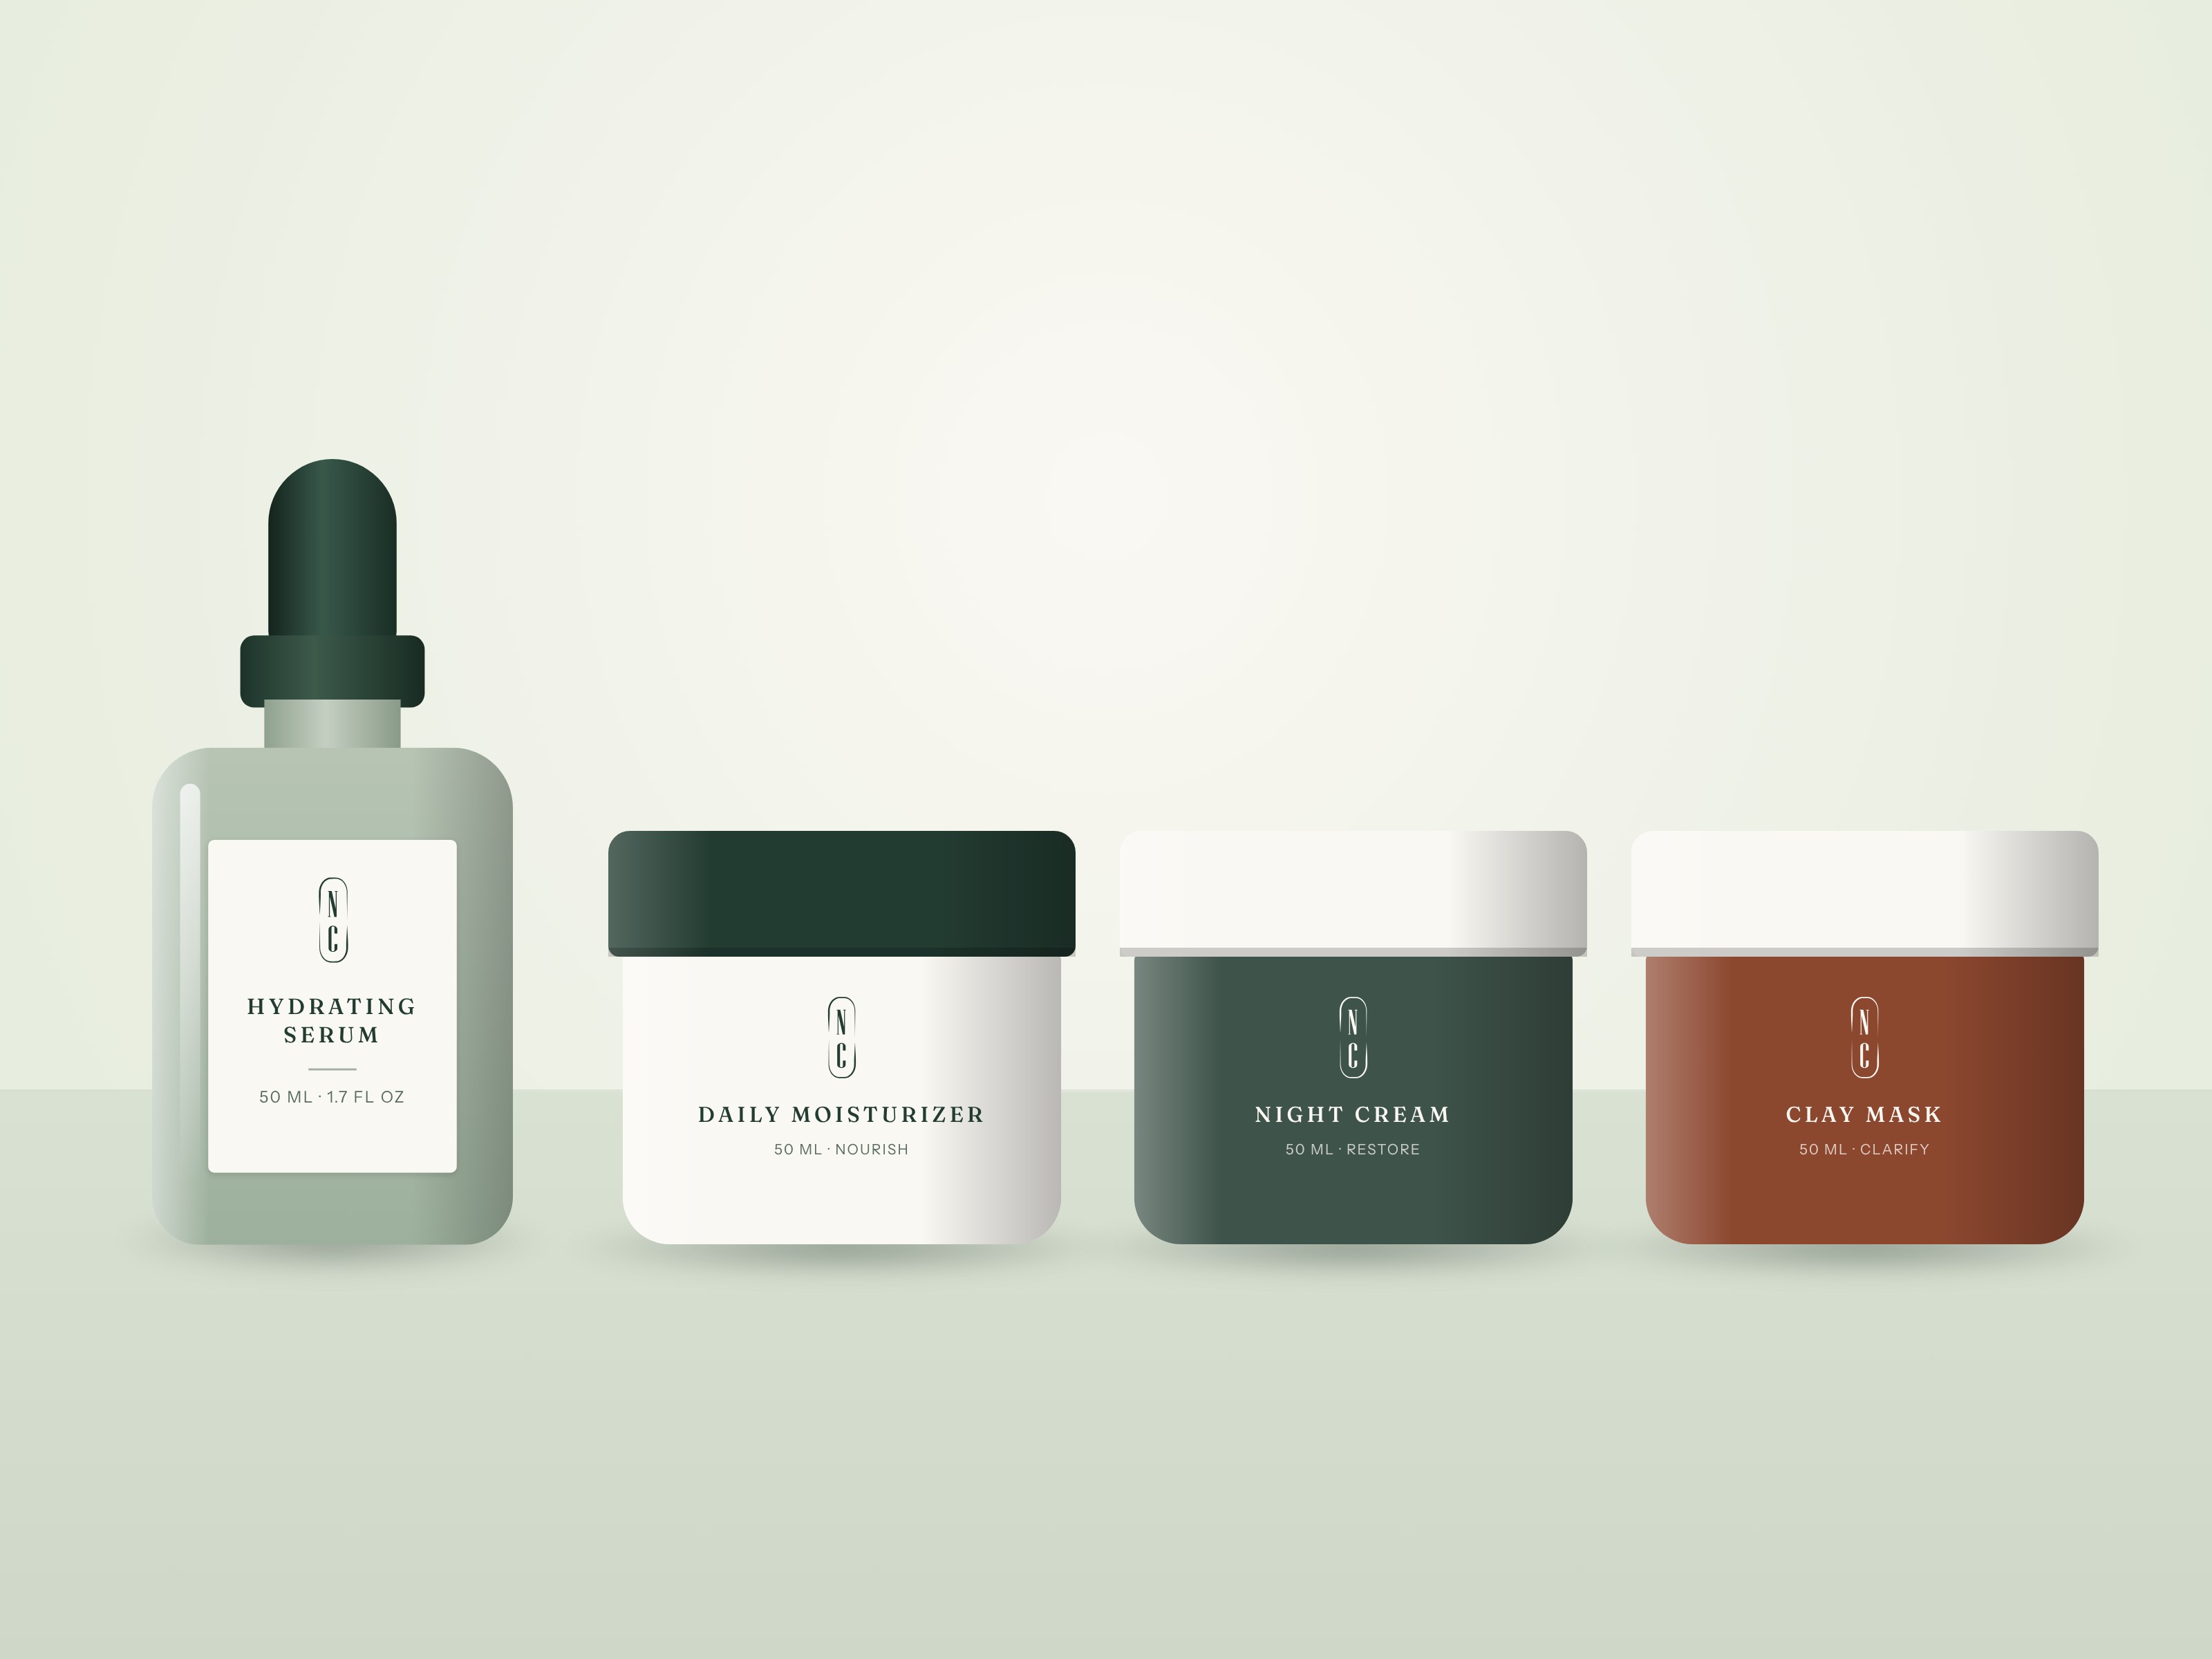 N
C
HYDRATING
SERUM
50 ML · 1.7 FL OZ
N
C
DAILY MOISTURIZER
50 ML · NOURISH
N
C
NIGHT CREAM
50 ML · RESTORE
N
C
CLAY MASK
50 ML · CLARIFY